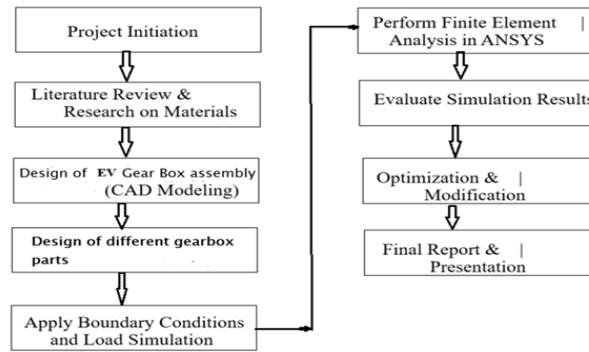 Project Initiation
Literature Review &
Research on Materials
Design of EV Gear Box assembly
(CAD Modeling)
Design of different gearbox
parts
Apply Boundary Conditions
and Load Simulation
Perform Finite Element |
Analysis in ANSYS
Evaluate Simulation Results
Optimization & |
Modification
Final Report & |
Presentation